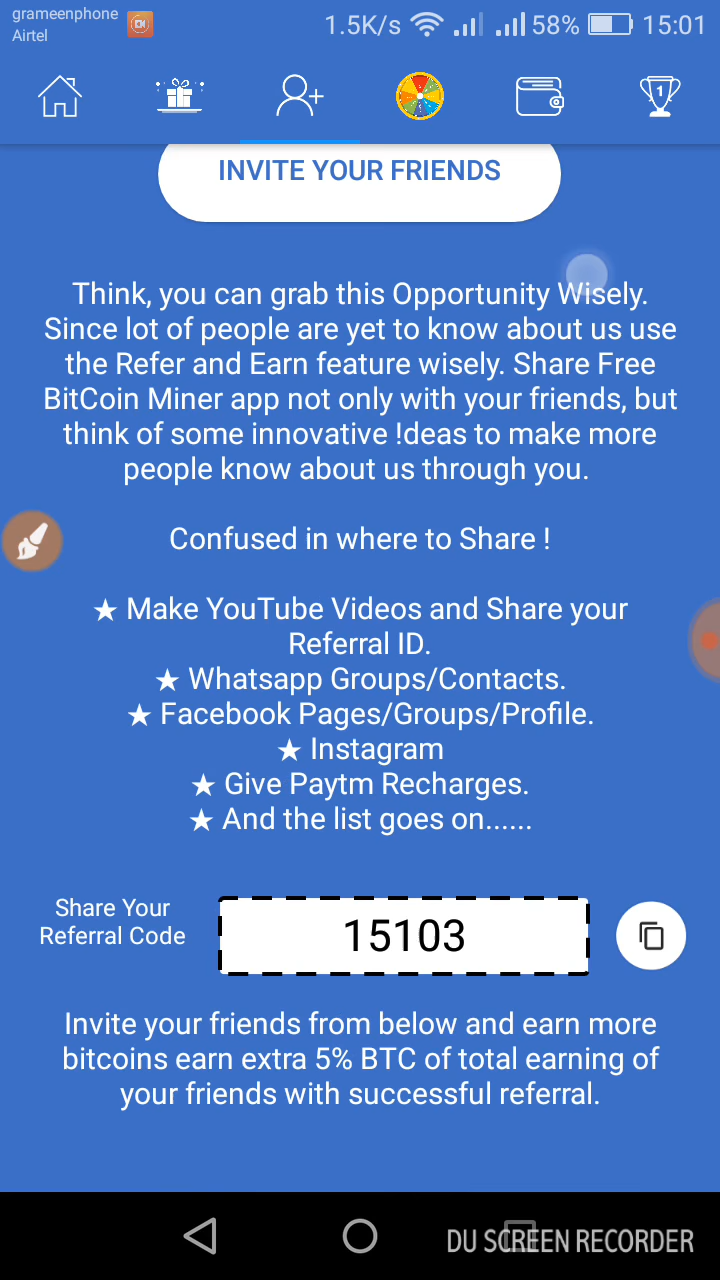 grameenphone
Airtel
1.5K/s 58% 15:01
1
INVITE YOUR FRIENDS
Think, you can grab this Opportunity Wisely.
Since lot of people are yet to know about us use
the Refer and Earn feature wisely. Share Free
BitCoin Miner app not only with your friends, but
think of some innovative !deas to make more
people know about us through you.
Confused in where to Share !
★ Make YouTube Videos and Share your
Referral ID.
★ Whatsapp Groups/Contacts.
★ Facebook Pages/Groups/Profile.
★ Instagram
★ Give Paytm Recharges.
★ And the list goes on......
Share Your
Referral Code
15103
Invite your friends from below and earn more
bitcoins earn extra 5% BTC of total earning of
your friends with successful referral.
DU SCREEN RECORDER